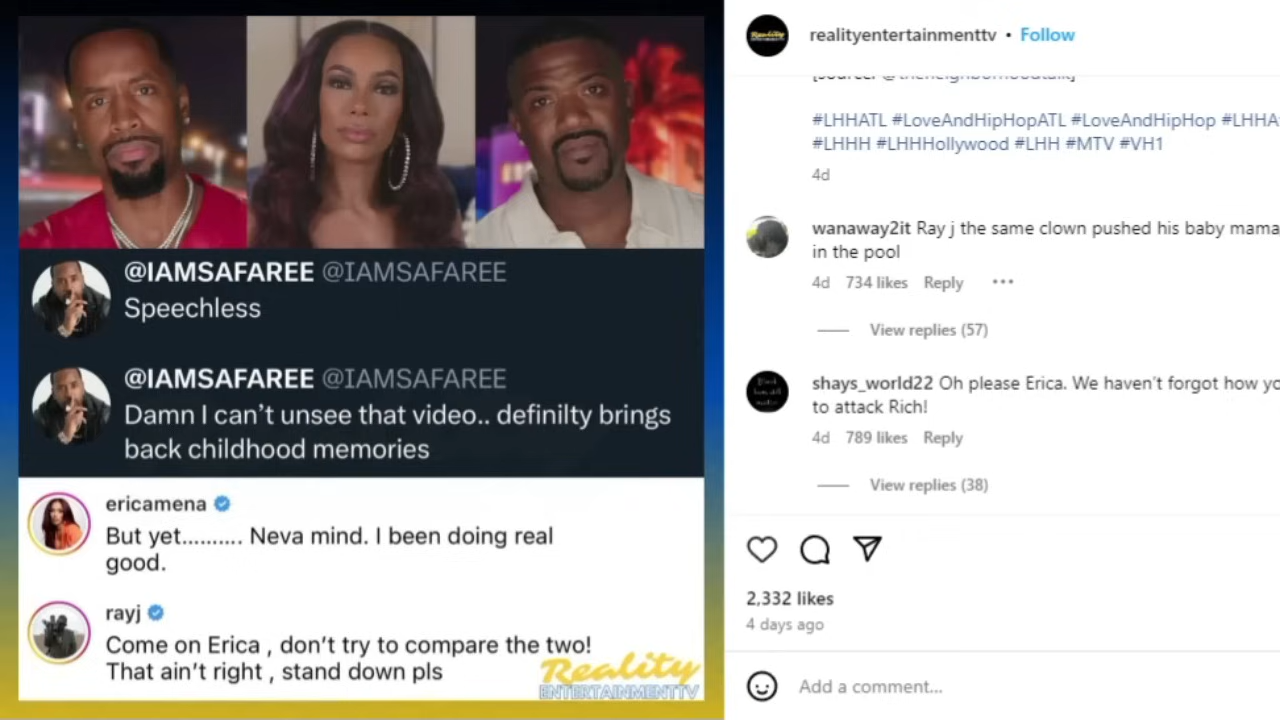 @IAMSAFAREE @IAMSAFAREE
Speechless
@IAMSAFAREE @IAMSAFAREE
Damn I can't unsee that video.. definilty brings
back childhood memories
ericamena
But yet.......... Neva mind. I been doing real
good.
rayj
Come on Erica , don't try to compare the two!
That ain't right , stand down pls
Reality
ENTERTAINMENTTV
realityentertainmenttv • Follow
#LHHATL #LoveAndHipHopATL #LoveAndHipHop
#LHHH #LHHHollywood #LHH #MTV #VH1
4d
wanaway2it Ray j the same clown pushed his baby mama
in the pool
4d 734 likes Reply •••
View replies (57)
shays_world22 Oh please Erica. We haven't forgot how
to attack Rich!
4d 789 likes Reply
View replies (38)
2,332 likes
4 days ago
Add a comment...